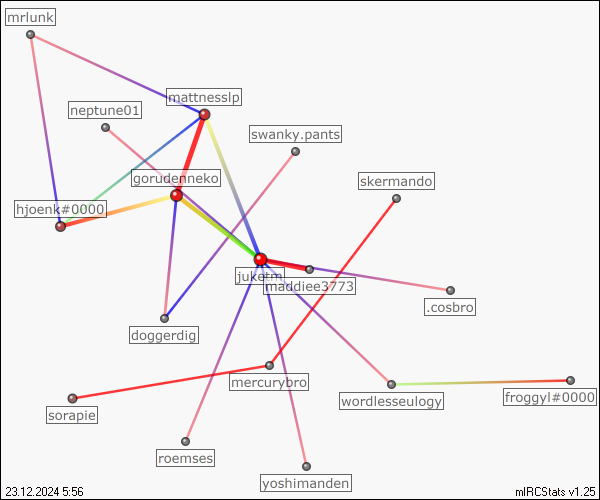 mrlunk
mattnesslp
neptune01
swanky.pants
gorudenneko
skermando
hjoenk#0000
juketm
maddiee3773
.cosbro
doggerdig
mercurybro
wordlesseulogy
froggyl#0000
sorapie
roemses
yoshimanden
23.12.2024 5:56
mIRCStats v1.25